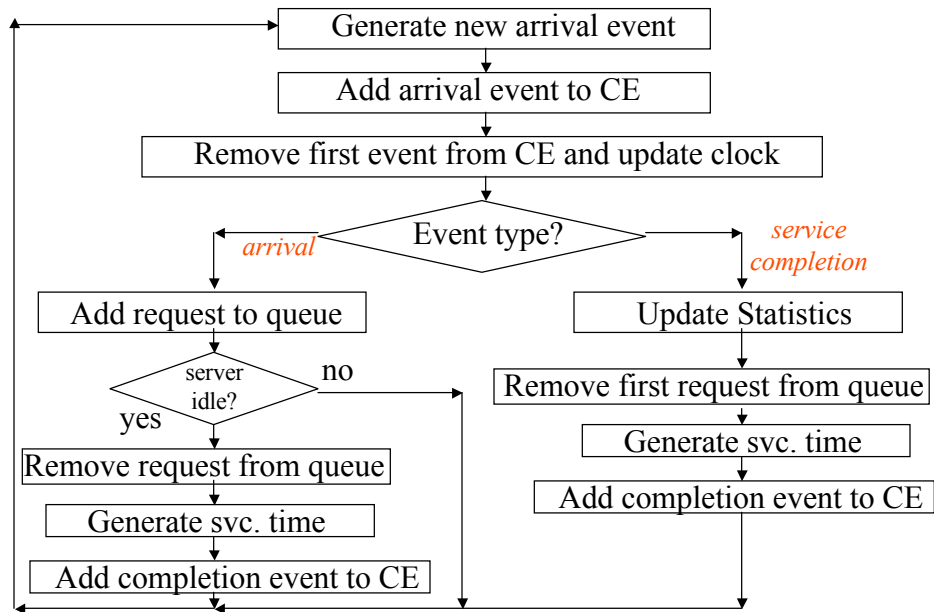 Generate new arrival event
Add arrival event to CE
Remove first event from CE and update clock
Event type?
arrival
service
completion
Add request to queue
server
idle?
no
yes
Remove request from queue
Generate svc. time
Add completion event to CE
Update Statistics
Remove first request from queue
Generate svc. time
Add completion event to CE